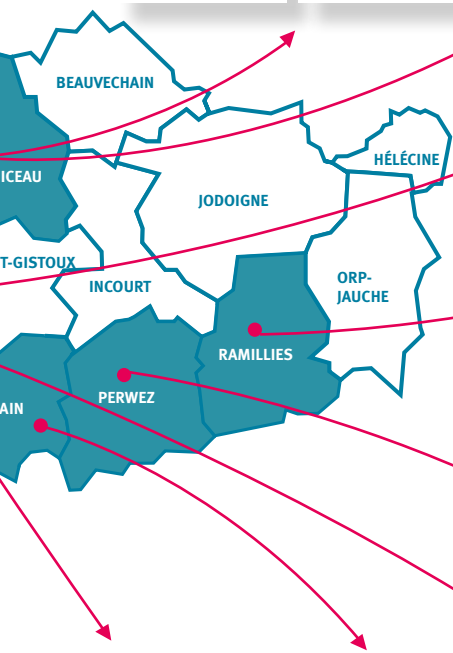 BEAUVECHAIN
HÉLÉCINE
ICEAU
JODOIGNE
T-GISTOUX
INCOURT
ORP-
JAUCHE
RAMILLIES
PERWEZ
AIN